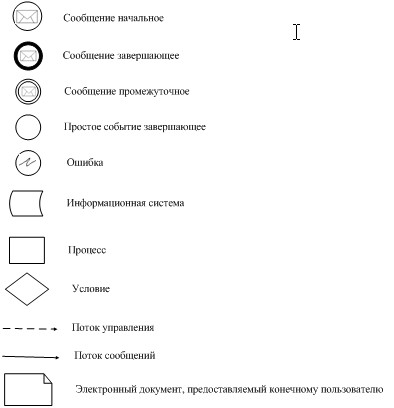 Сообщение начальное
Сообщение завершающее
Сообщение промежуточное
Простое событие завершающее
Ошибка
Информационная система
Процесс
Условие
Поток управления
Поток сообщений
Электронный документ, предоставляемый конечному пользователю